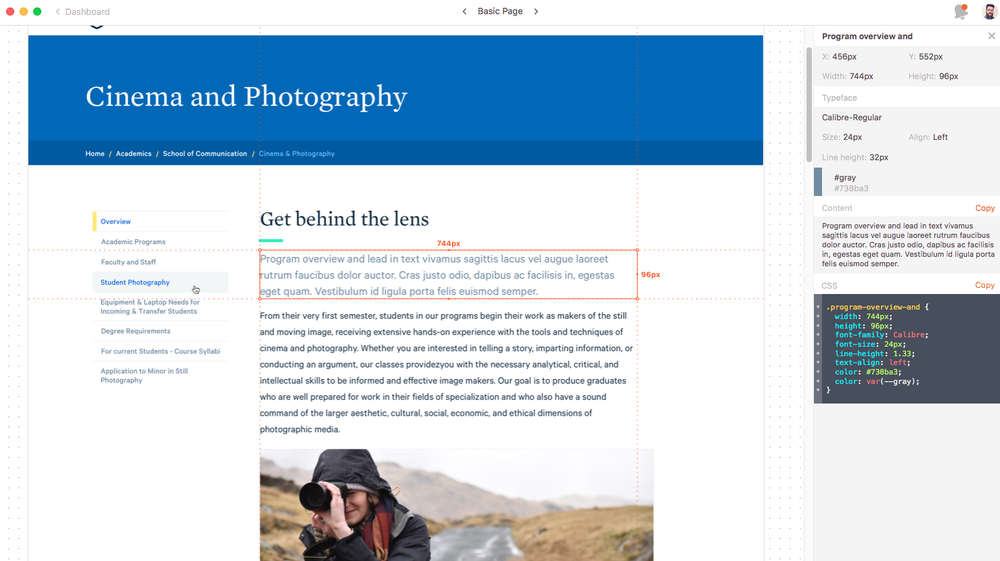 Dashboard
Basic Page
Cinema and Photography
Home / Academics / School of Communication / Cinema & Photography
Overview
Academic Programs
Faculty and Staff
Student Photography
Equipment & Laptop Needs for
Incoming & Transfer Students
Degree Requirements
For current Students - Course Syllabi
Application to Minor in Still
Photography
Get behind the lens
744px
96px
Program overview and lead in text vivamus sagittis lacus vel augue laoreet
rutrum faucibus dolor auctor. Cras justo odio, dapibus ac facilisis in, egestas
eget quam. Vestibulum id ligula porta felis euismod semper.
From their very first semester, students in our programs begin their work as makers of the still
and moving image, receiving extensive hands-on experience with the tools and techniques of
cinema and photography. Whether you are interested in telling a story, imparting information, or
conducting an argument, our classes providezyou with the necessary analytical, critical, and
intellectual skills to be informed and effective image makers. Our goal is to produce graduates
who are well prepared for work in their fields of specialization and who also have a sound
command of the larger aesthetic, cultural, social, economic, and ethical dimensions of
photographic media.
Program overview and
X: 456px Y: 552px
Width: 744px Height: 96px
Typeface
Calibre-Regular
Size: 24px Align: Left
Line height: 32px
#gray
#738ba3
Content Copy
Program overview and lead in text vivamus
sagittis lacus vel augue laoreet rutrum faucibus
dolor auctor. Cras justo odio, dapibus ac facilisis
in, egestas eget quam. Vestibulum id ligula porta
felis euismod semper.
CSS Copy
.program-overview-and {
width: 744px;
height: 96px;
font-family: Calibre;
font-size: 24px;
line-height: 1.33;
text-align: left;
color: #738ba3;
color: var(--gray);
}